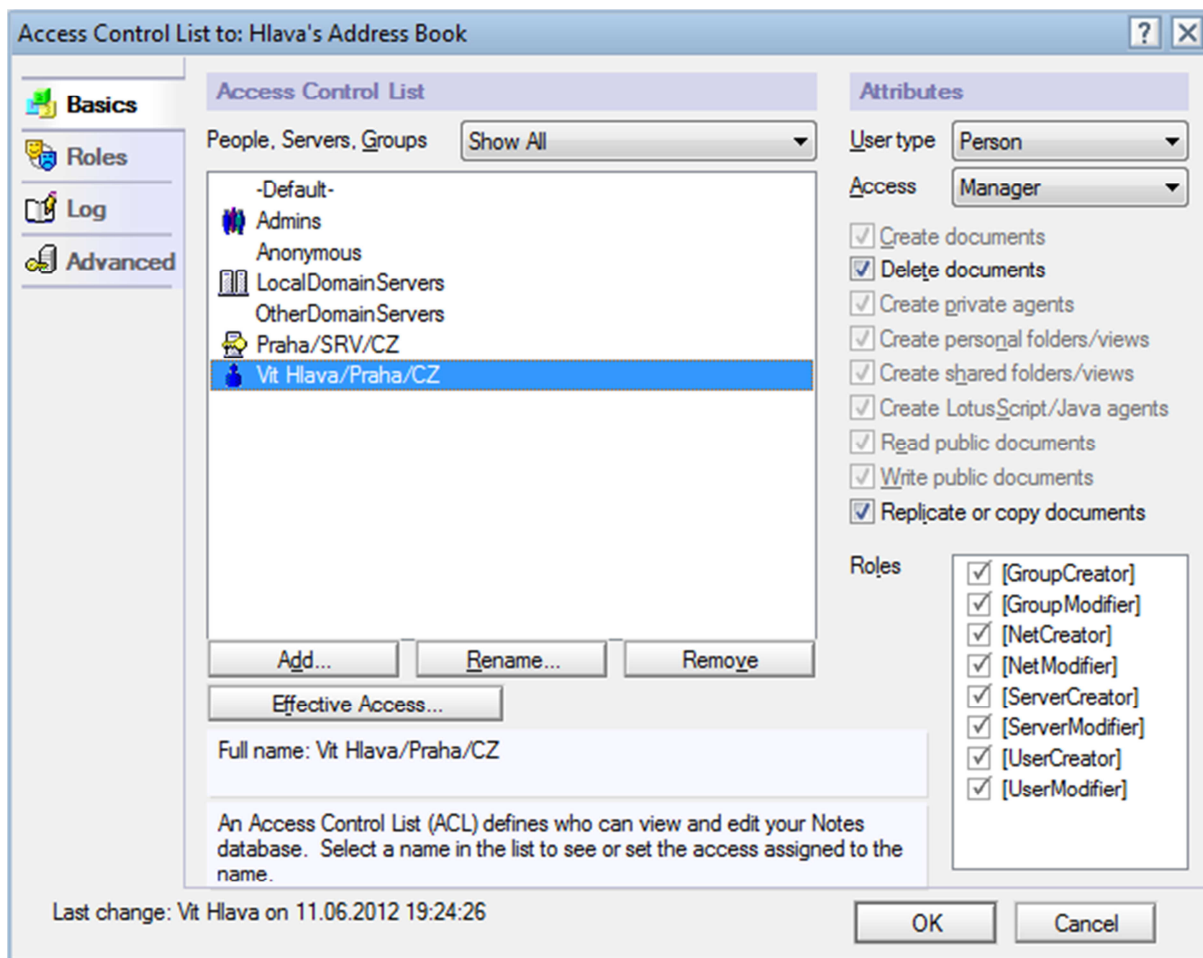 Access Control List to: Hlava's Address Book
Basics
Roles
Log
Advanced
Access Control List
People, Servers, Groups
Show All
-Default-
Admins
Anonymous
LocalDomainServers
OtherDomainServers
Praha/SRV/CZ
Vit Hlava/Praha/CZ
Add...
Rename...
Remove
Effective Access...
Full name: Vit Hlava/Praha/CZ
An Access Control List (ACL) defines who can view and edit your Notes
database. Select a name in the list to see or set the access assigned to the
name.
Attributes
User type
Person
Access
Manager
Create documents
Delete documents
Create private agents
Create personal folders/views
Create shared folders/views
Create LotusScript/Java agents
Read public documents
Write public documents
Replicate or copy documents
Roles
[GroupCreator]
[GroupModifier]
[NetCreator]
[NetModifier]
[ServerCreator]
[ServerModifier]
[UserCreator]
[UserModifier]
Last change: Vit Hlava on 11.06.2012 19:24:26
OK
Cancel